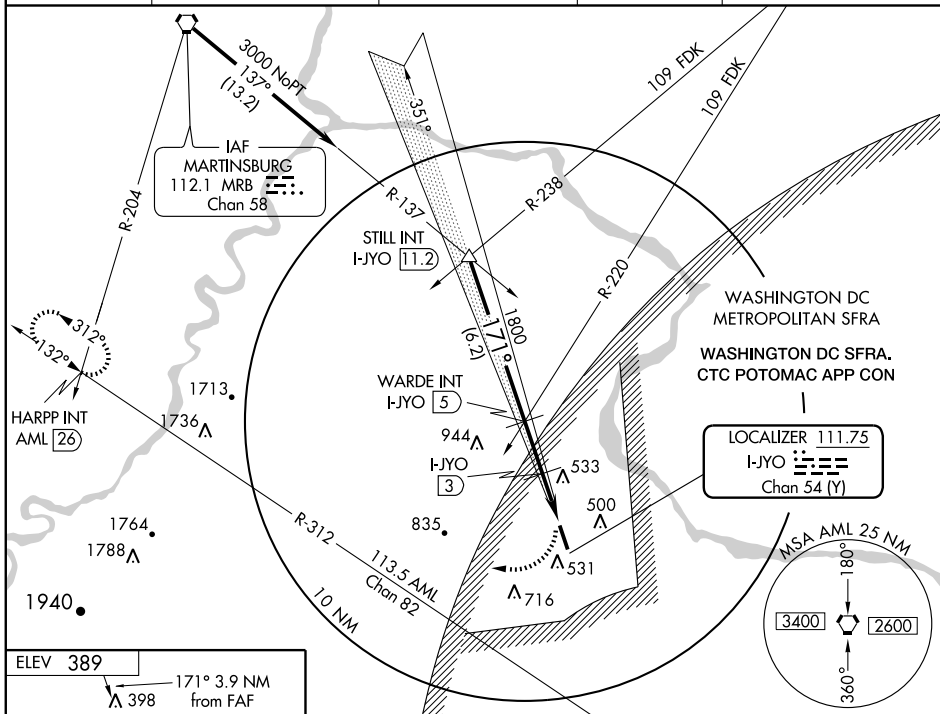 3000 NoPT
137°
(13.2)
IAF
MARTINSBURG
112.1 MRB
Chan 58
R-204
R-137
351°
109 FDK
109 FDK
R-238
R-220
STILL INT
I-JYO 11.2
1800
171°
(6.2)
WASHINGTON DC
METROPOLITAN SFRA
WASHINGTON DC SFRA.
CTC POTOMAC APP CON
312°
132°
HARPP INT
AML 26
1713
1736
WARDE INT
I-JYO 5
944
I-JYO
3
533
500
LOCALIZER 111.75
I-JYO
Chan 54 (Y)
835
531
716
1764
1788
1940
R-312
113.5 AML
Chan 82
10 NM
MSA AML 25 NM
180°
3400
2600
360°
ELEV 389
171° 3.9 NM
from FAF
398